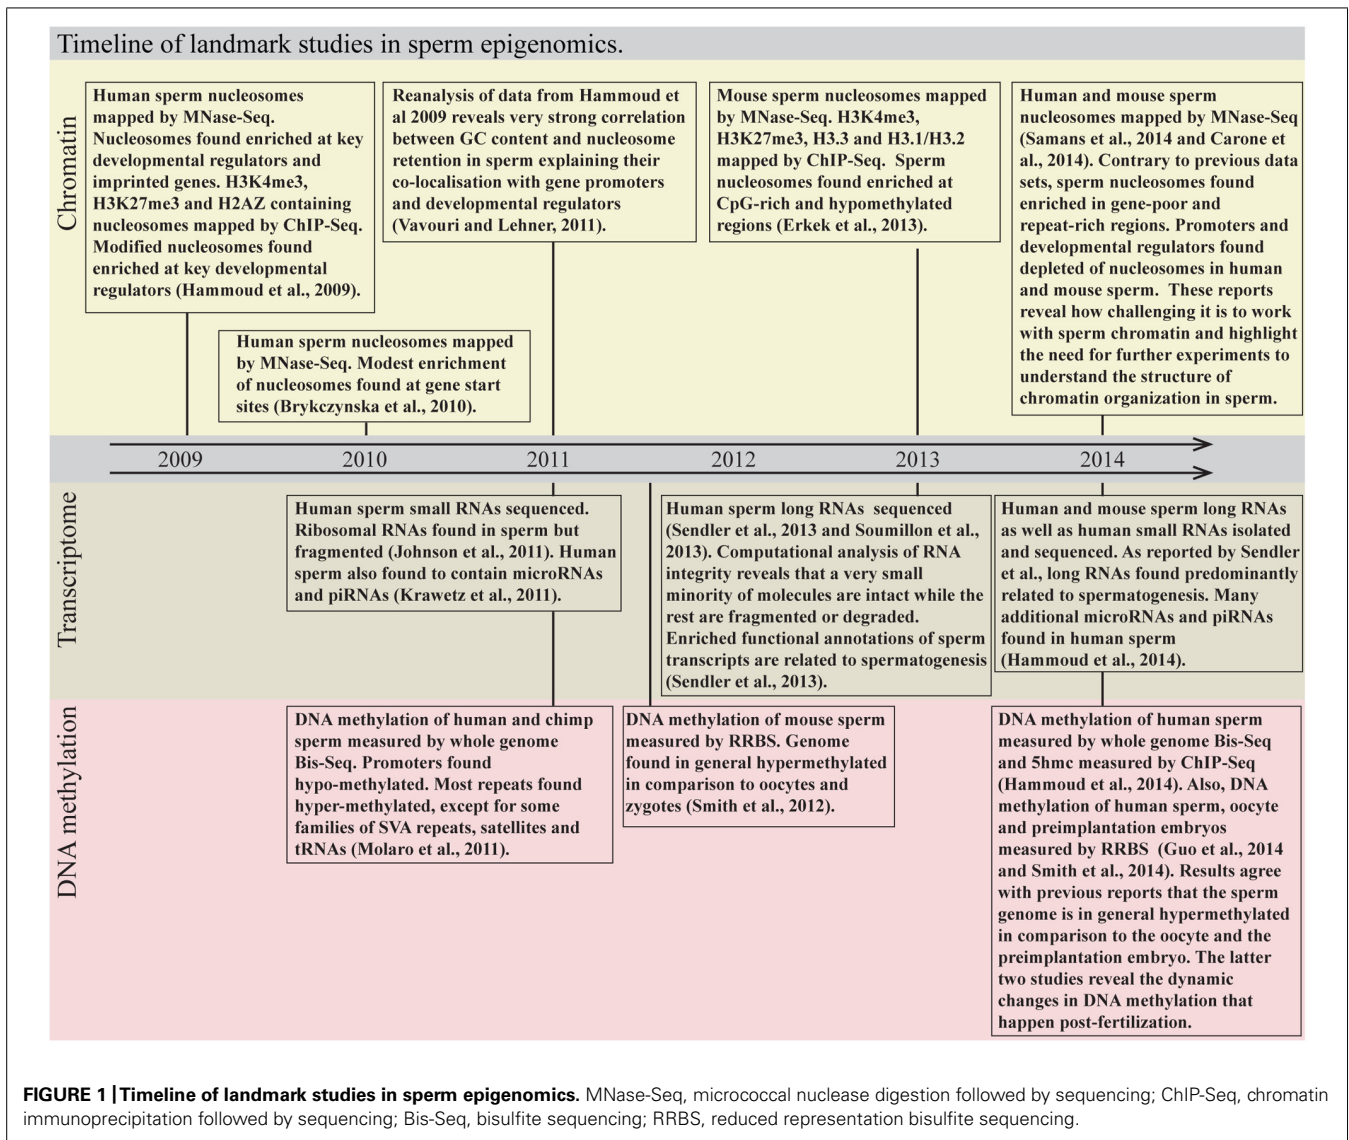 Timeline of landmark studies in sperm epigenomics.
Chromatin
Human sperm nucleosomes
mapped by MNase-Seq.
Nucleosomes found enriched at key
developmental regulators and
imprinted genes. H3K4me3,
H3K27me3 and H2AZ containing
nucleosomes mapped by ChIP-Seq.
Modified nucleosomes found
enriched at key developmental
regulators (Hammoud et al., 2009).
Human sperm nucleosomes mapped
by MNase-Seq. Modest enrichment
of nucleosomes found at gene start
sites (Brykczynska et al., 2010).
Reanalysis of data from Hammoud et
al 2009 reveals very strong correlation
between GC content and nucleosome
retention in sperm explaining their
co-localisation with gene promoters
and developmental regulators
(Vavouri and Lehner, 2011).
Mouse sperm nucleosomes mapped
by MNase-Seq. H3K4me3,
H3K27me3, H3.3 and H3.1/H3.2
mapped by ChIP-Seq.  Sperm
nucleosomes found enriched at
CpG-rich and hypomethylated
regions (Erkek et al., 2013).
Human and mouse sperm
nucleosomes mapped by MNase-Seq
(Samans et al., 2014 and Carone et
al., 2014). Contrary to previous data
sets, sperm nucleosomes found
enriched in gene-poor and
repeat-rich regions. Promoters and
developmental regulators found
depleted of nucleosomes in human
and mouse sperm.  These reports
reveal how challenging it is to work
with sperm chromatin and highlight
the need for further experiments to
understand the structure of
chromatin organization in sperm.
2009 2010 2011 2012 2013 2014
Transcriptome
Human sperm small RNAs sequenced.
Ribosomal RNAs found in sperm but
fragmented (Johnson et al., 2011). Human
sperm also found to contain microRNAs
and piRNAs (Krawetz et al., 2011).
Human sperm long RNAs  sequenced
(Sendler et al., 2013 and Soumillon et al.,
2013). Computational analysis of RNA
integrity reveals that a very small
minority of molecules are intact while the
rest are fragmented or degraded.
Enriched functional annotations of sperm
transcripts are related to spermatogenesis
(Sendler et al., 2013).
Human and mouse sperm long RNAs
as well as human small RNAs isolated
and sequenced. As reported by Sendler
et al., long RNAs found predominantly
related to spermatogenesis. Many
additional microRNAs and piRNAs
found in human sperm
(Hammoud et al., 2014).
DNA methylation
DNA methylation of human and chimp
sperm measured by whole genome
Bis-Seq. Promoters found
hypo-methylated. Most repeats found
hyper-methylated, except for some
families of SVA repeats, satellites and
tRNAs (Molaro et al., 2011).
DNA methylation of mouse sperm
measured by RRBS. Genome
found in general hypermethylated
in comparison to oocytes and
zygotes (Smith et al., 2012).
DNA methylation of human sperm
measured by whole genome Bis-Seq
and 5hmc measured by ChIP-Seq
(Hammoud et al., 2014). Also, DNA
methylation of human sperm, oocyte
and preimplantation embryos
measured by RRBS  (Guo et al., 2014
and Smith et al., 2014). Results agree
with previous reports that the sperm
genome is in general hypermethylated
in comparison to the oocyte and the
preimplantation embryo. The latter
two studies reveal the dynamic
changes in DNA methylation that
happen post-fertilization.
FIGURE 1 | Timeline of landmark studies in sperm epigenomics. MNase-Seq, micrococcal nuclease digestion followed by sequencing; ChIP-Seq, chromatin
immunoprecipitation followed by sequencing; Bis-Seq, bisulfite sequencing; RRBS, reduced representation bisulfite sequencing.